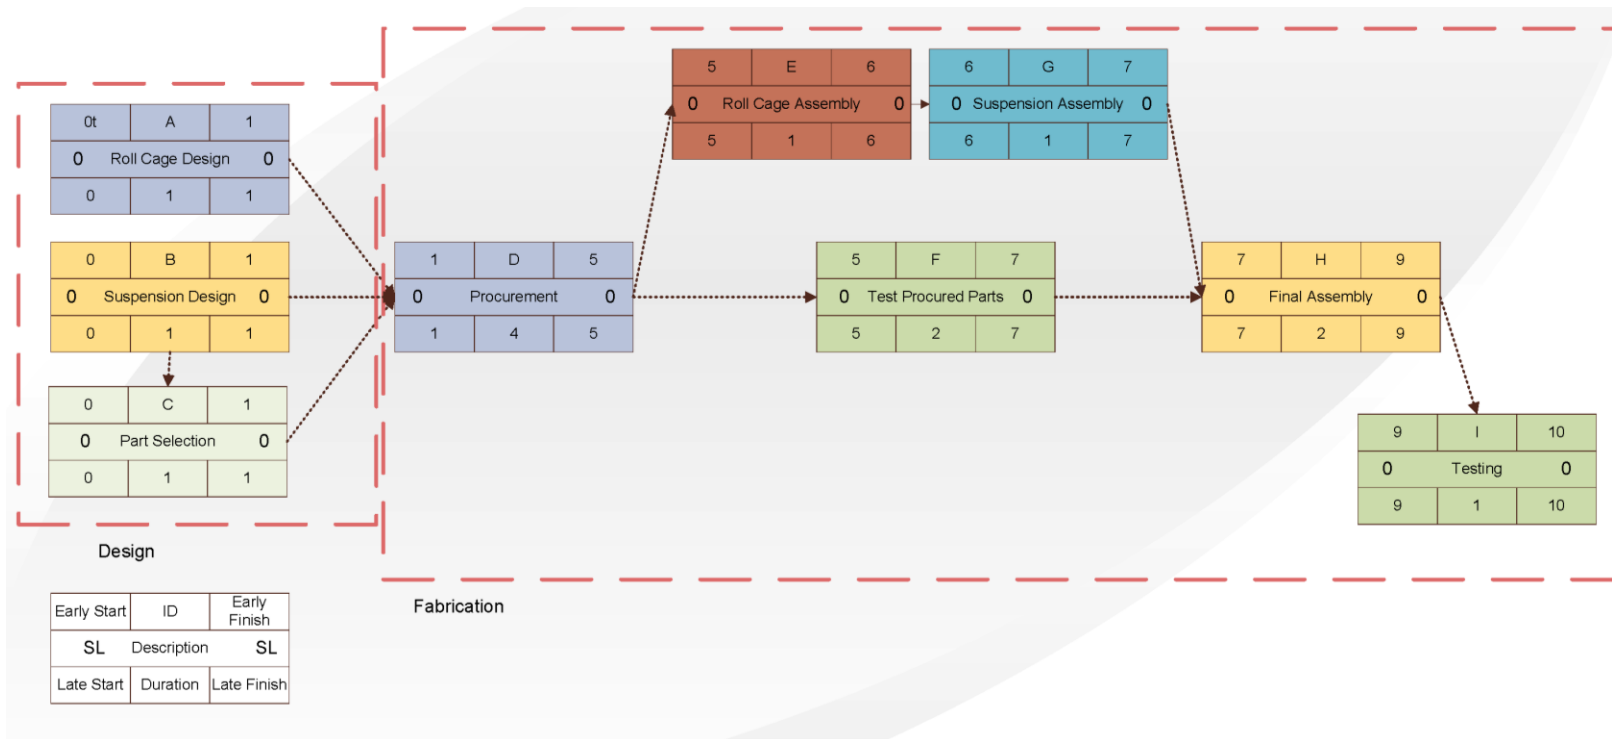 0t A 1
0 Roll Cage Design 0
0 1 1
0 B 1
0 Suspension Design 0
0 1 1
0 C 1
0 Part Selection 0
0 1 1
Design
1 D 5
0 Procurement 0
1 4 5
5 E 6
0 Roll Cage Assembly 0
5 1 6
6 G 7
0 Suspension Assembly 0
6 1 7
5 F 7
0 Test Procured Parts 0
5 2 7
7 H 9
0 Final Assembly 0
7 2 9
9 I 10
0 Testing 0
9 1 10
Fabrication
Early Start ID Early
Finish
SL Description SL
Late Start Duration Late Finish